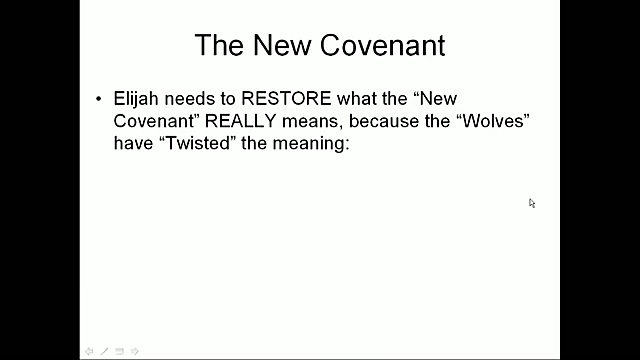 The New Covenant
• Elijah needs to RESTORE what the “New
Covenant” REALLY means, because the “Wolves”
have “Twisted” the meaning: